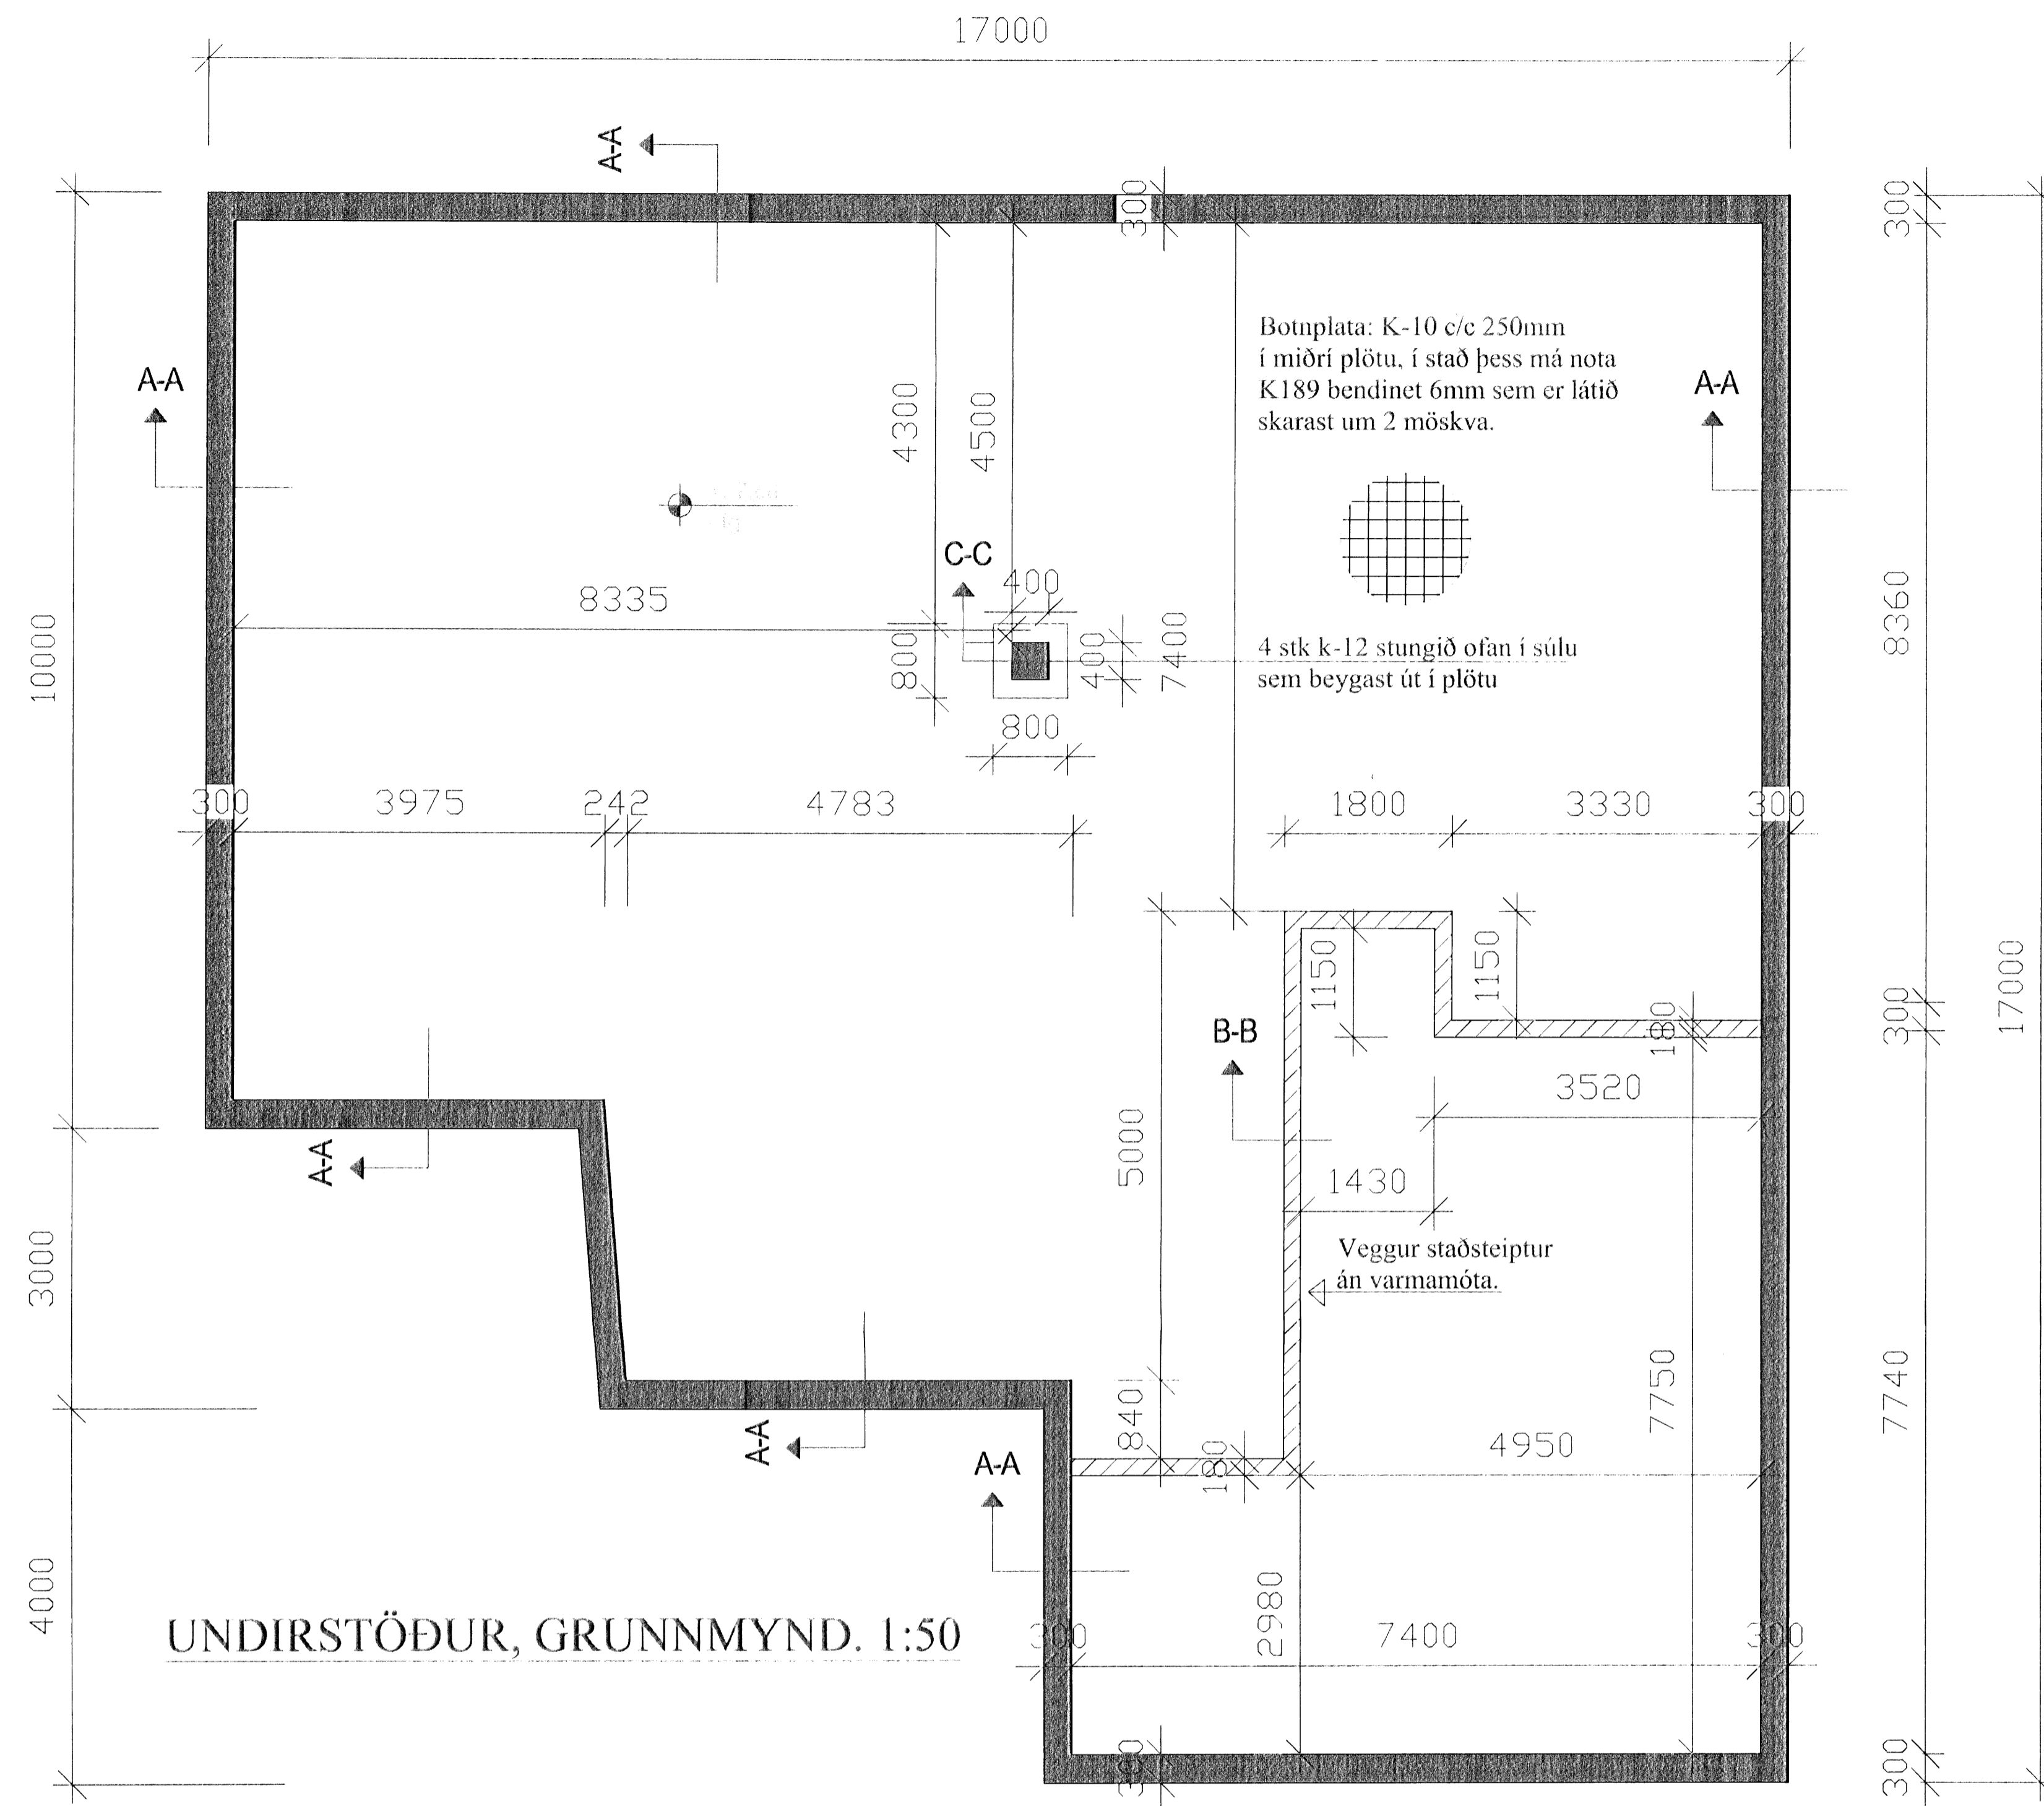 17000
A-A
300
300
Botnplata: K-10 c/c 250mm
í miðrí plötu, í stað þess má nota
K189 bendinet 6mm sem er látið
skarast um 2 möskva.
A-A
A-A
4300
4500
C-C
400
8335
10000
800
400
7400
4 stk k-12 stungið ofan í súlu
sem beygast út í plötu
8360
800
300
3975
242
4783
1800
3330
300
1150
1150
180
300
17000
B-B
3520
A-A
5000
1430
3000
Veggur staðsteiptur
án varmamóta.
7750
7740
840
A-A
180
4950
A-A
4000
2980
UNDIRSTÖÐUR, GRUNNMYND. 1:50
300
7400
300
300
300